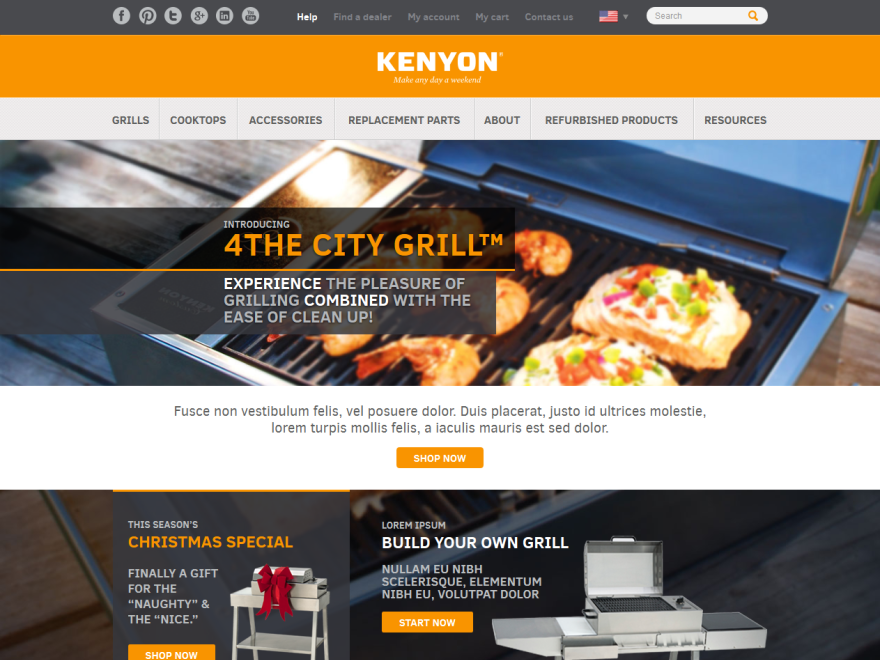 Help Find a dealer My account My cart Contact us Search
KENYON®
Make any day a weekend
GRILLS COOKTOPS ACCESSORIES REPLACEMENT PARTS ABOUT REFURBISHED PRODUCTS RESOURCES
INTRODUCING
4THE CITY GRILL™
EXPERIENCE THE PLEASURE OF
GRILLING COMBINED WITH THE
EASE OF CLEAN UP!
KENYON
Fusce non vestibulum felis, vel posuere dolor. Duis placerat, justo id ultrices molestie,
lorem turpis mollis felis, a iaculis mauris est sed dolor.
SHOP NOW
THIS SEASON'S
CHRISTMAS SPECIAL
FINALLY A GIFT
FOR THE
“NAUGHTY” &
THE “NICE.”
SHOP NOW
LOREM IPSUM
BUILD YOUR OWN GRILL
NULLAM EU NIBH
SCELERISQUE, ELEMENTUM
NIBH EU, VOLUTPAT DOLOR
START NOW